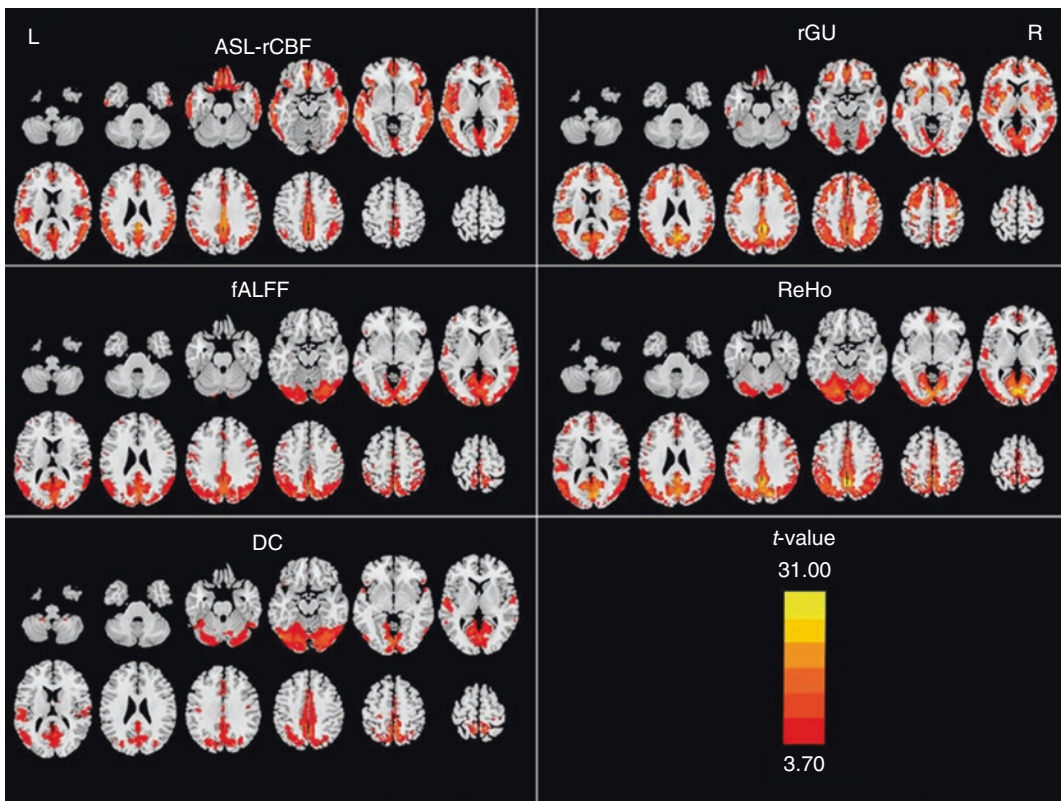 L
ASL-rCBF
rGU
R
fALFF
ReHo
DC
t-value
31.00
3.70